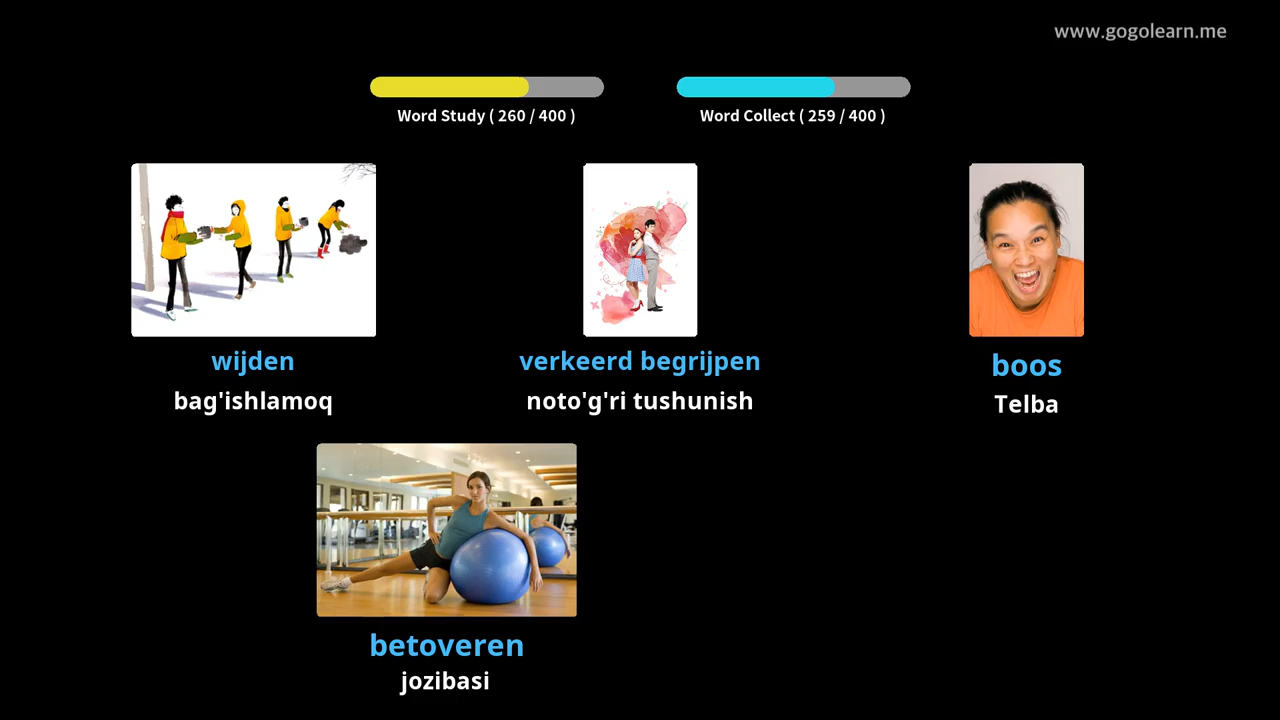 www.gogolearn.me
Word Study ( 260 / 400 )
Word Collect ( 259 / 400 )
wijden
bag'ishlamoq
verkeerd begrijpen
noto'g'ri tushunish
boos
Telba
betoveren
jozibasi